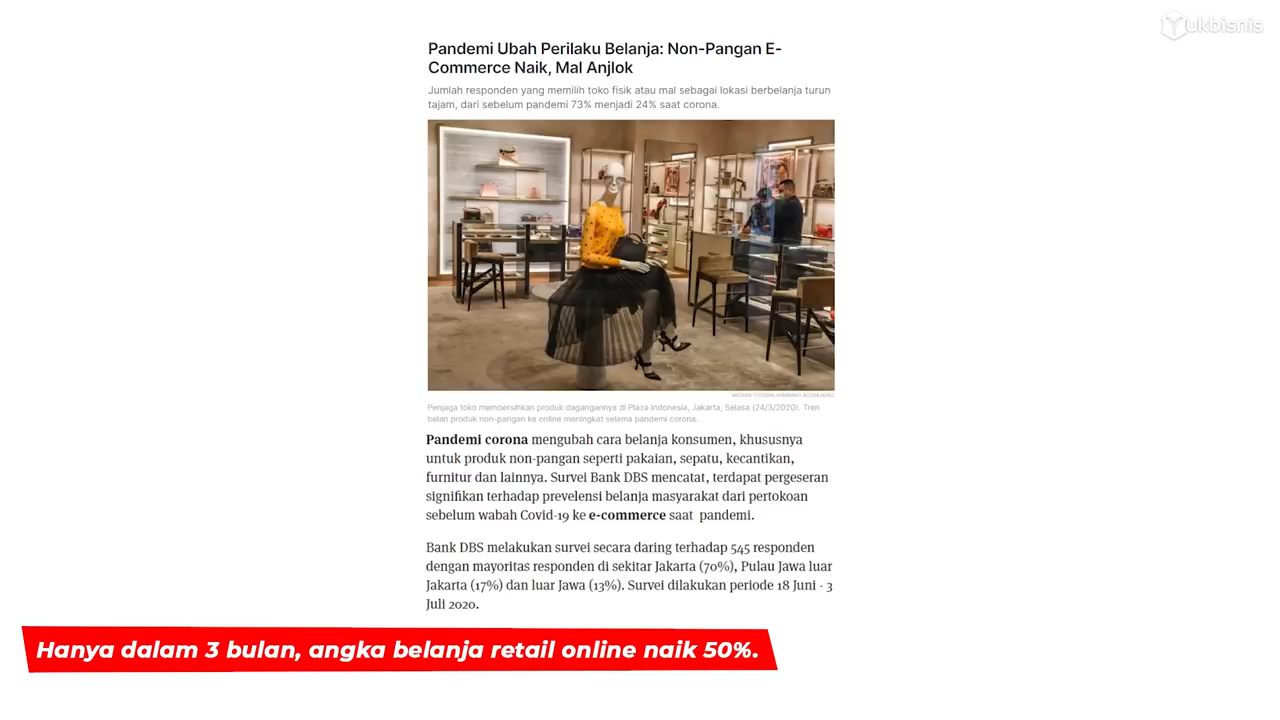 Yukbisnis
Pandemi Ubah Perilaku Belanja: Non-Pangan E-
Commerce Naik, Mal Anjlok
Jumlah responden yang memilih toko fisik atau mal sebagai lokasi berbelanja turun
tajam, dari sebelum pandemi 73% menjadi 24% saat corona.
Penjaga toko membersihkan produk dagangannya di Plaza Indonesia, Jakarta, Selasa (24/3/2020). Tren
belan produk non-pangan ke online meningkat selama pandemi corona.
Pandemi corona mengubah cara belanja konsumen, khususnya
untuk produk non-pangan seperti pakaian, sepatu, kecantikan,
furnitur dan lainnya. Survei Bank DBS mencatat, terdapat pergeseran
signifikan terhadap prevelensi belanja masyarakat dari pertokoan
sebelum wabah Covid-19 ke e-commerce saat pandemi.
Bank DBS melakukan survei secara daring terhadap 545 responden
dengan mayoritas responden di sekitar Jakarta (70%), Pulau Jawa luar
Jakarta (17%) dan luar Jawa (13%). Survei dilakukan periode 18 Juni - 3
Juli 2020.
Hanya dalam 3 bulan, angka belanja retail online naik 50%.